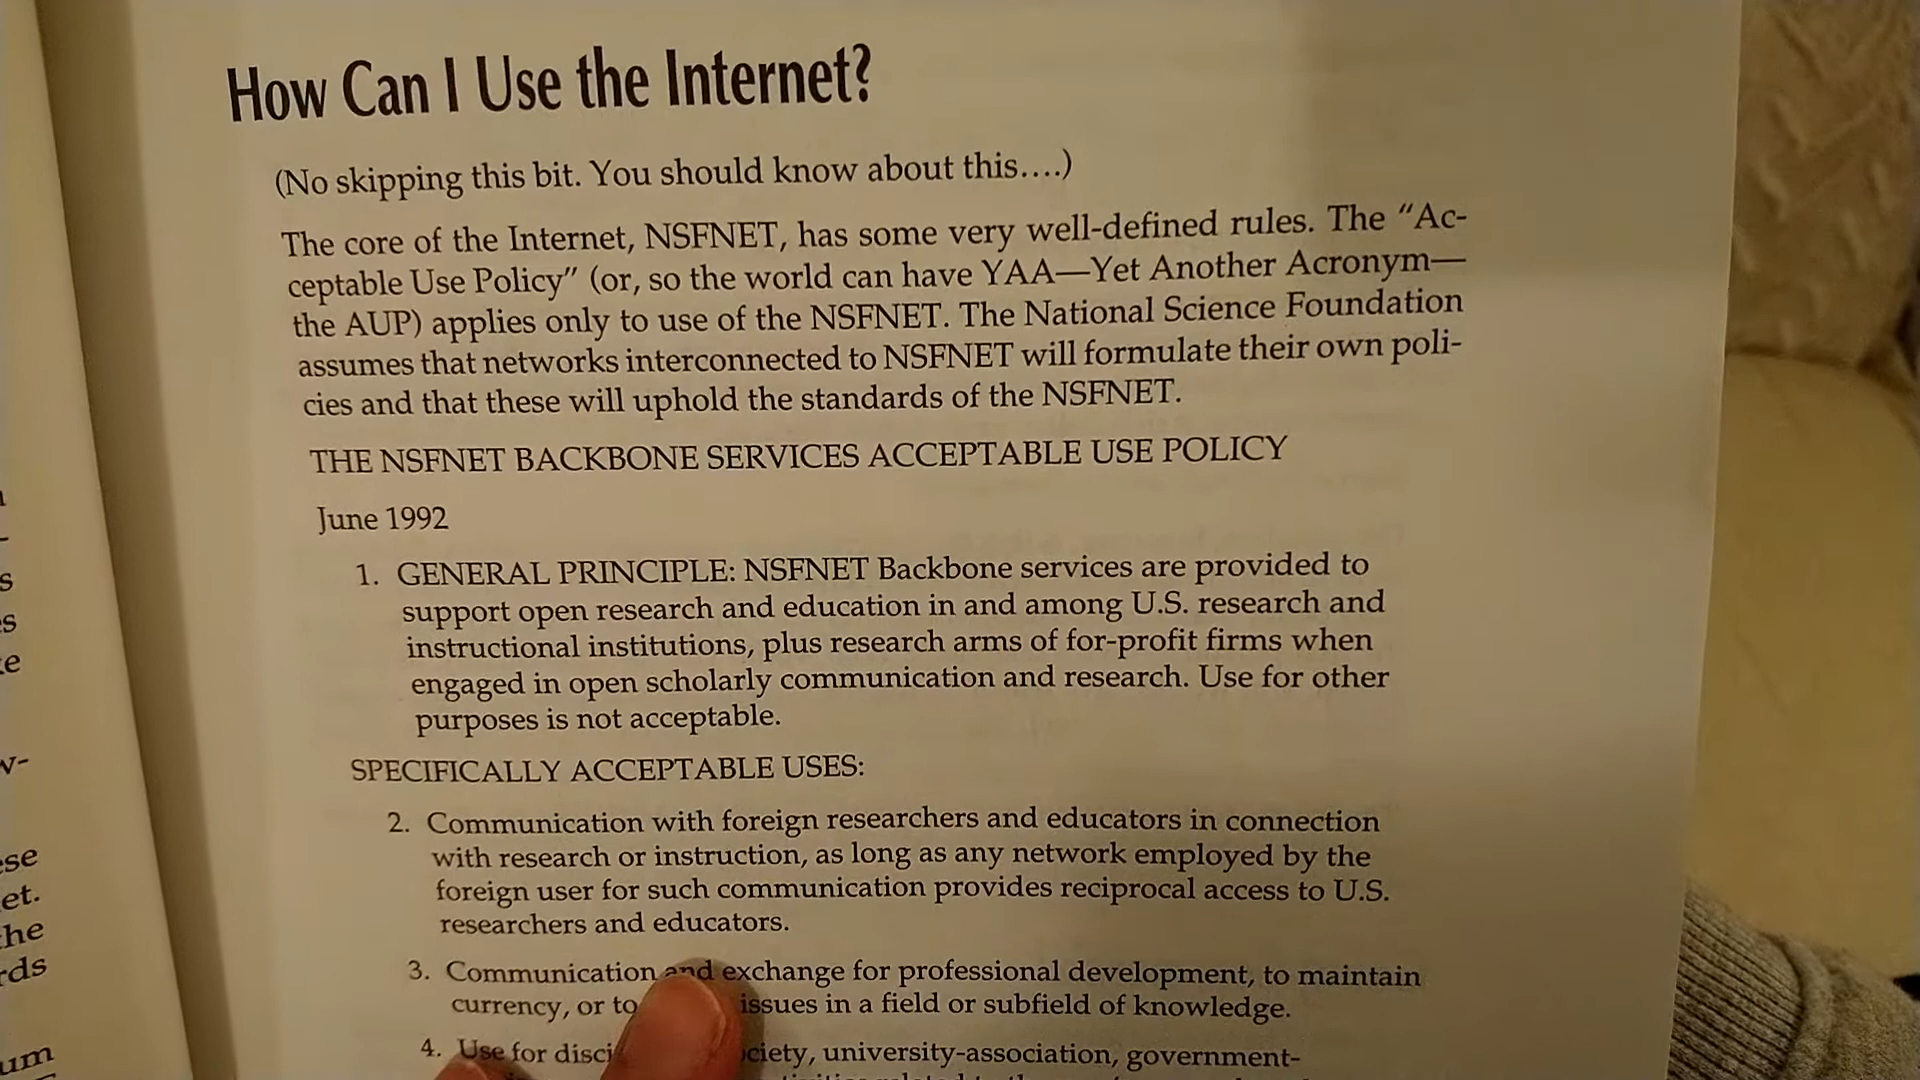 How Can I Use the Internet?
(No skipping this bit. You should know about this….)
The core of the Internet, NSFNET, has some very well-defined rules. The “Ac-
ceptable Use Policy” (or, so the world can have YAA—Yet Another Acronym—
the AUP) applies only to use of the NSFNET. The National Science Foundation
assumes that networks interconnected to NSFNET will formulate their own poli-
cies and that these will uphold the standards of the NSFNET.
THE NSFNET BACKBONE SERVICES ACCEPTABLE USE POLICY
June 1992
1. GENERAL PRINCIPLE: NSFNET Backbone services are provided to
support open research and education in and among U.S. research and
instructional institutions, plus research arms of for-profit firms when
engaged in open scholarly communication and research. Use for other
purposes is not acceptable.
SPECIFICALLY ACCEPTABLE USES:
2. Communication with foreign researchers and educators in connection
with research or instruction, as long as any network employed by the
foreign user for such communication provides reciprocal access to U.S.
researchers and educators.
3. Communication and exchange for professional development, to maintain
currency, or to issues in a field or subfield of knowledge.
4. Use for university-association, government-